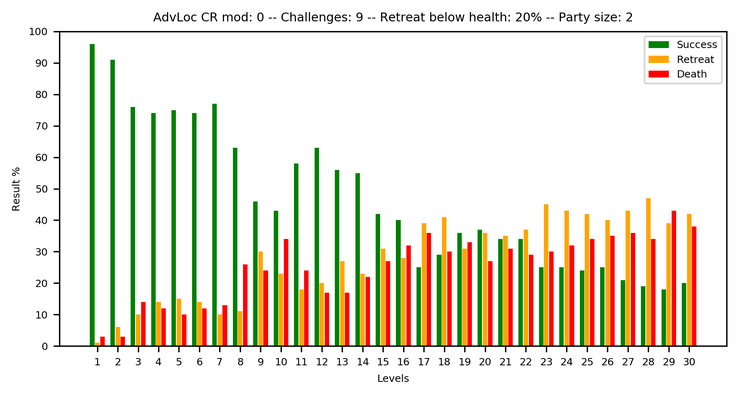 AdvLoc CR mod: 0 -- Challenges: 9 -- Retreat below health: 20% -- Party size: 2
100
90
80
70
60
50
40
30
20
10
0
Result %
Success
Retreat
Death
1 2 3 4 5 6 7 8 9 10 11 12 13 14 15 16 17 18 19 20 21 22 23 24 25 26 27 28 29 30
Levels